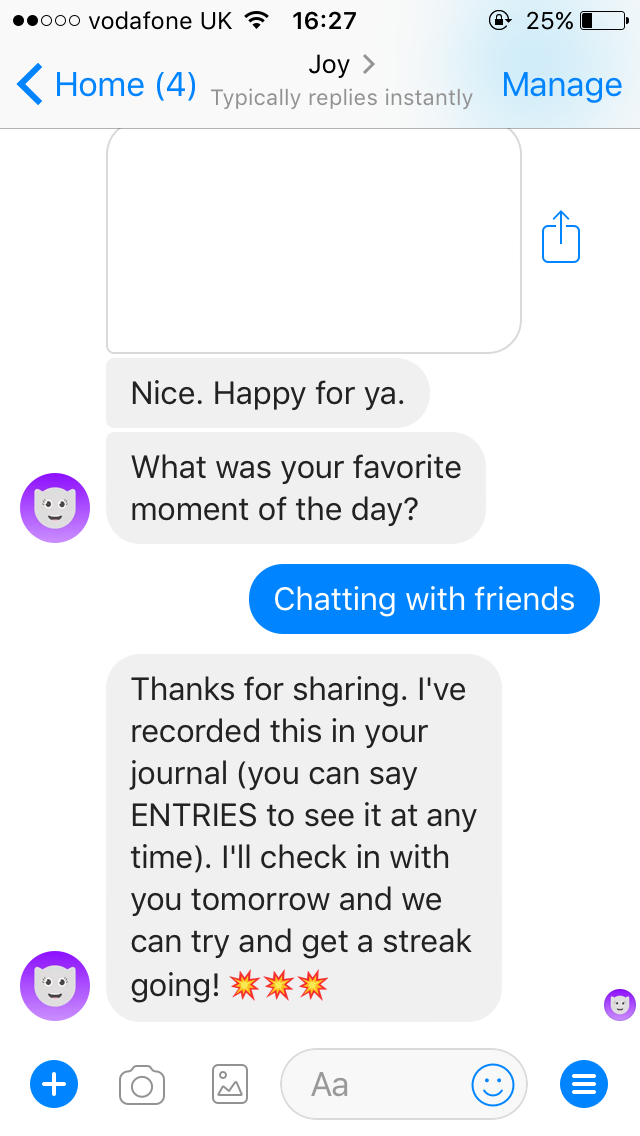 vodafone UK 16:27 25%
Home (4) Joy Manage
Typically replies instantly
Nice. Happy for ya.
What was your favorite
moment of the day?
Chatting with friends
Thanks for sharing. I've
recorded this in your
journal (you can say
ENTRIES to see it at any
time). I'll check in with
you tomorrow and we
can try and get a streak
going! 💥💥💥
Aa